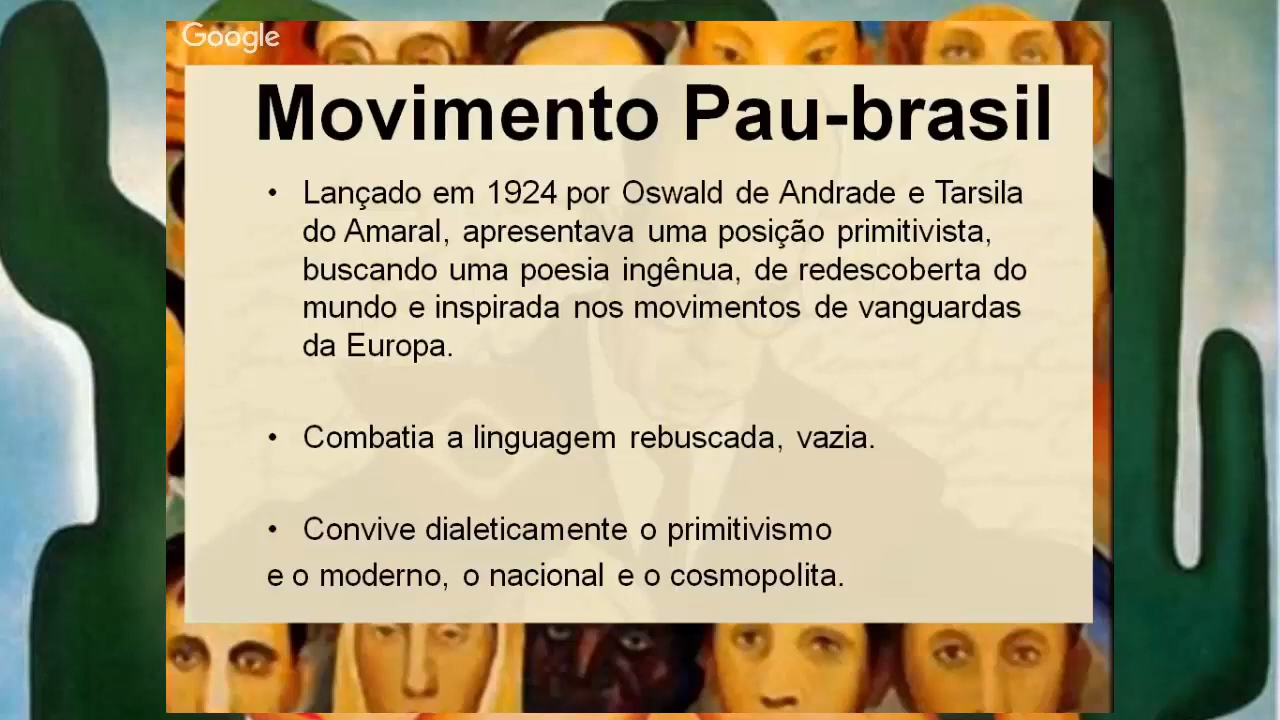 Google
Movimento Pau-brasil
• Lançado em 1924 por Oswald de Andrade e Tarsila
do Amaral, apresentava uma posição primitivista,
buscando uma poesia ingênua, de redescoberta do
mundo e inspirada nos movimentos de vanguardas
da Europa.
• Combatia a linguagem rebuscada, vazia.
• Convive dialeticamente o primitivismo
e o moderno, o nacional e o cosmopolita.